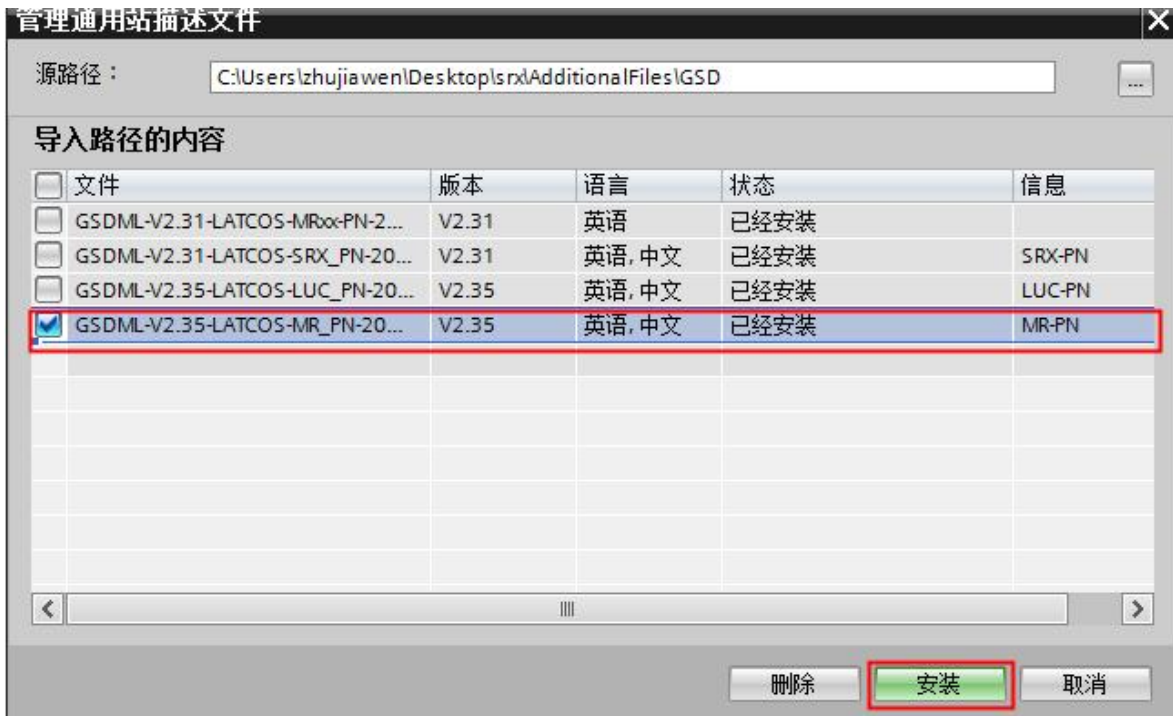 管理通用站描述文件
源路径： C:\Users\zhujiawen\Desktop\srx\AdditionalFiles\GSD ...
导入路径的内容
文件 版本 语言 状态 信息
GSDML-V2.31-LATCOS-MRxx-PN-2... V2.31 英语 已经安装
GSDML-V2.31-LATCOS-SRX_PN-20... V2.31 英语, 中文 已经安装 SRX-PN
GSDML-V2.35-LATCOS-LUC_PN-20... V2.35 英语, 中文 已经安装 LUC-PN
GSDML-V2.35-LATCOS-MR_PN-20... V2.35 英语, 中文 已经安装 MR-PN
删除 安装 取消